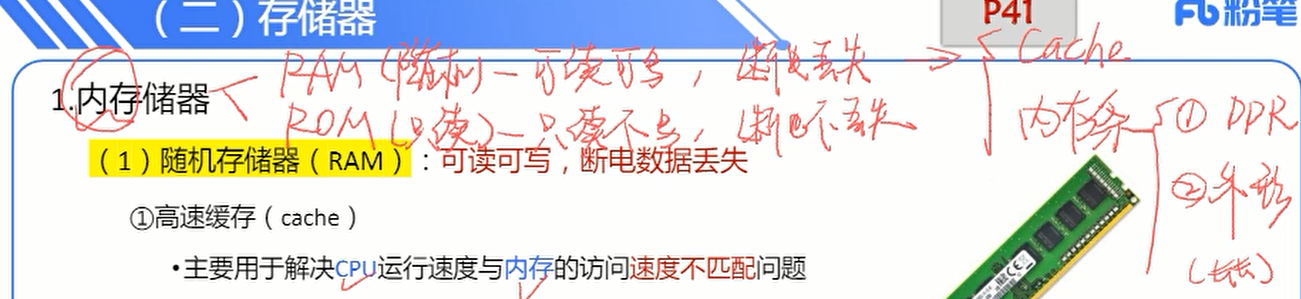 （二）存储器
P41
粉笔
RAM（随机）—可读可写，断电丢失 → Cache
1.内存储器
ROM（只读）—只读不写，断电不丢失
内存条 ① DDR
（1）随机存储器（RAM）：可读可写，断电数据丢失
②外形
①高速缓存（cache）
•主要用于解决CPU运行速度与内存的访问速度不匹配问题